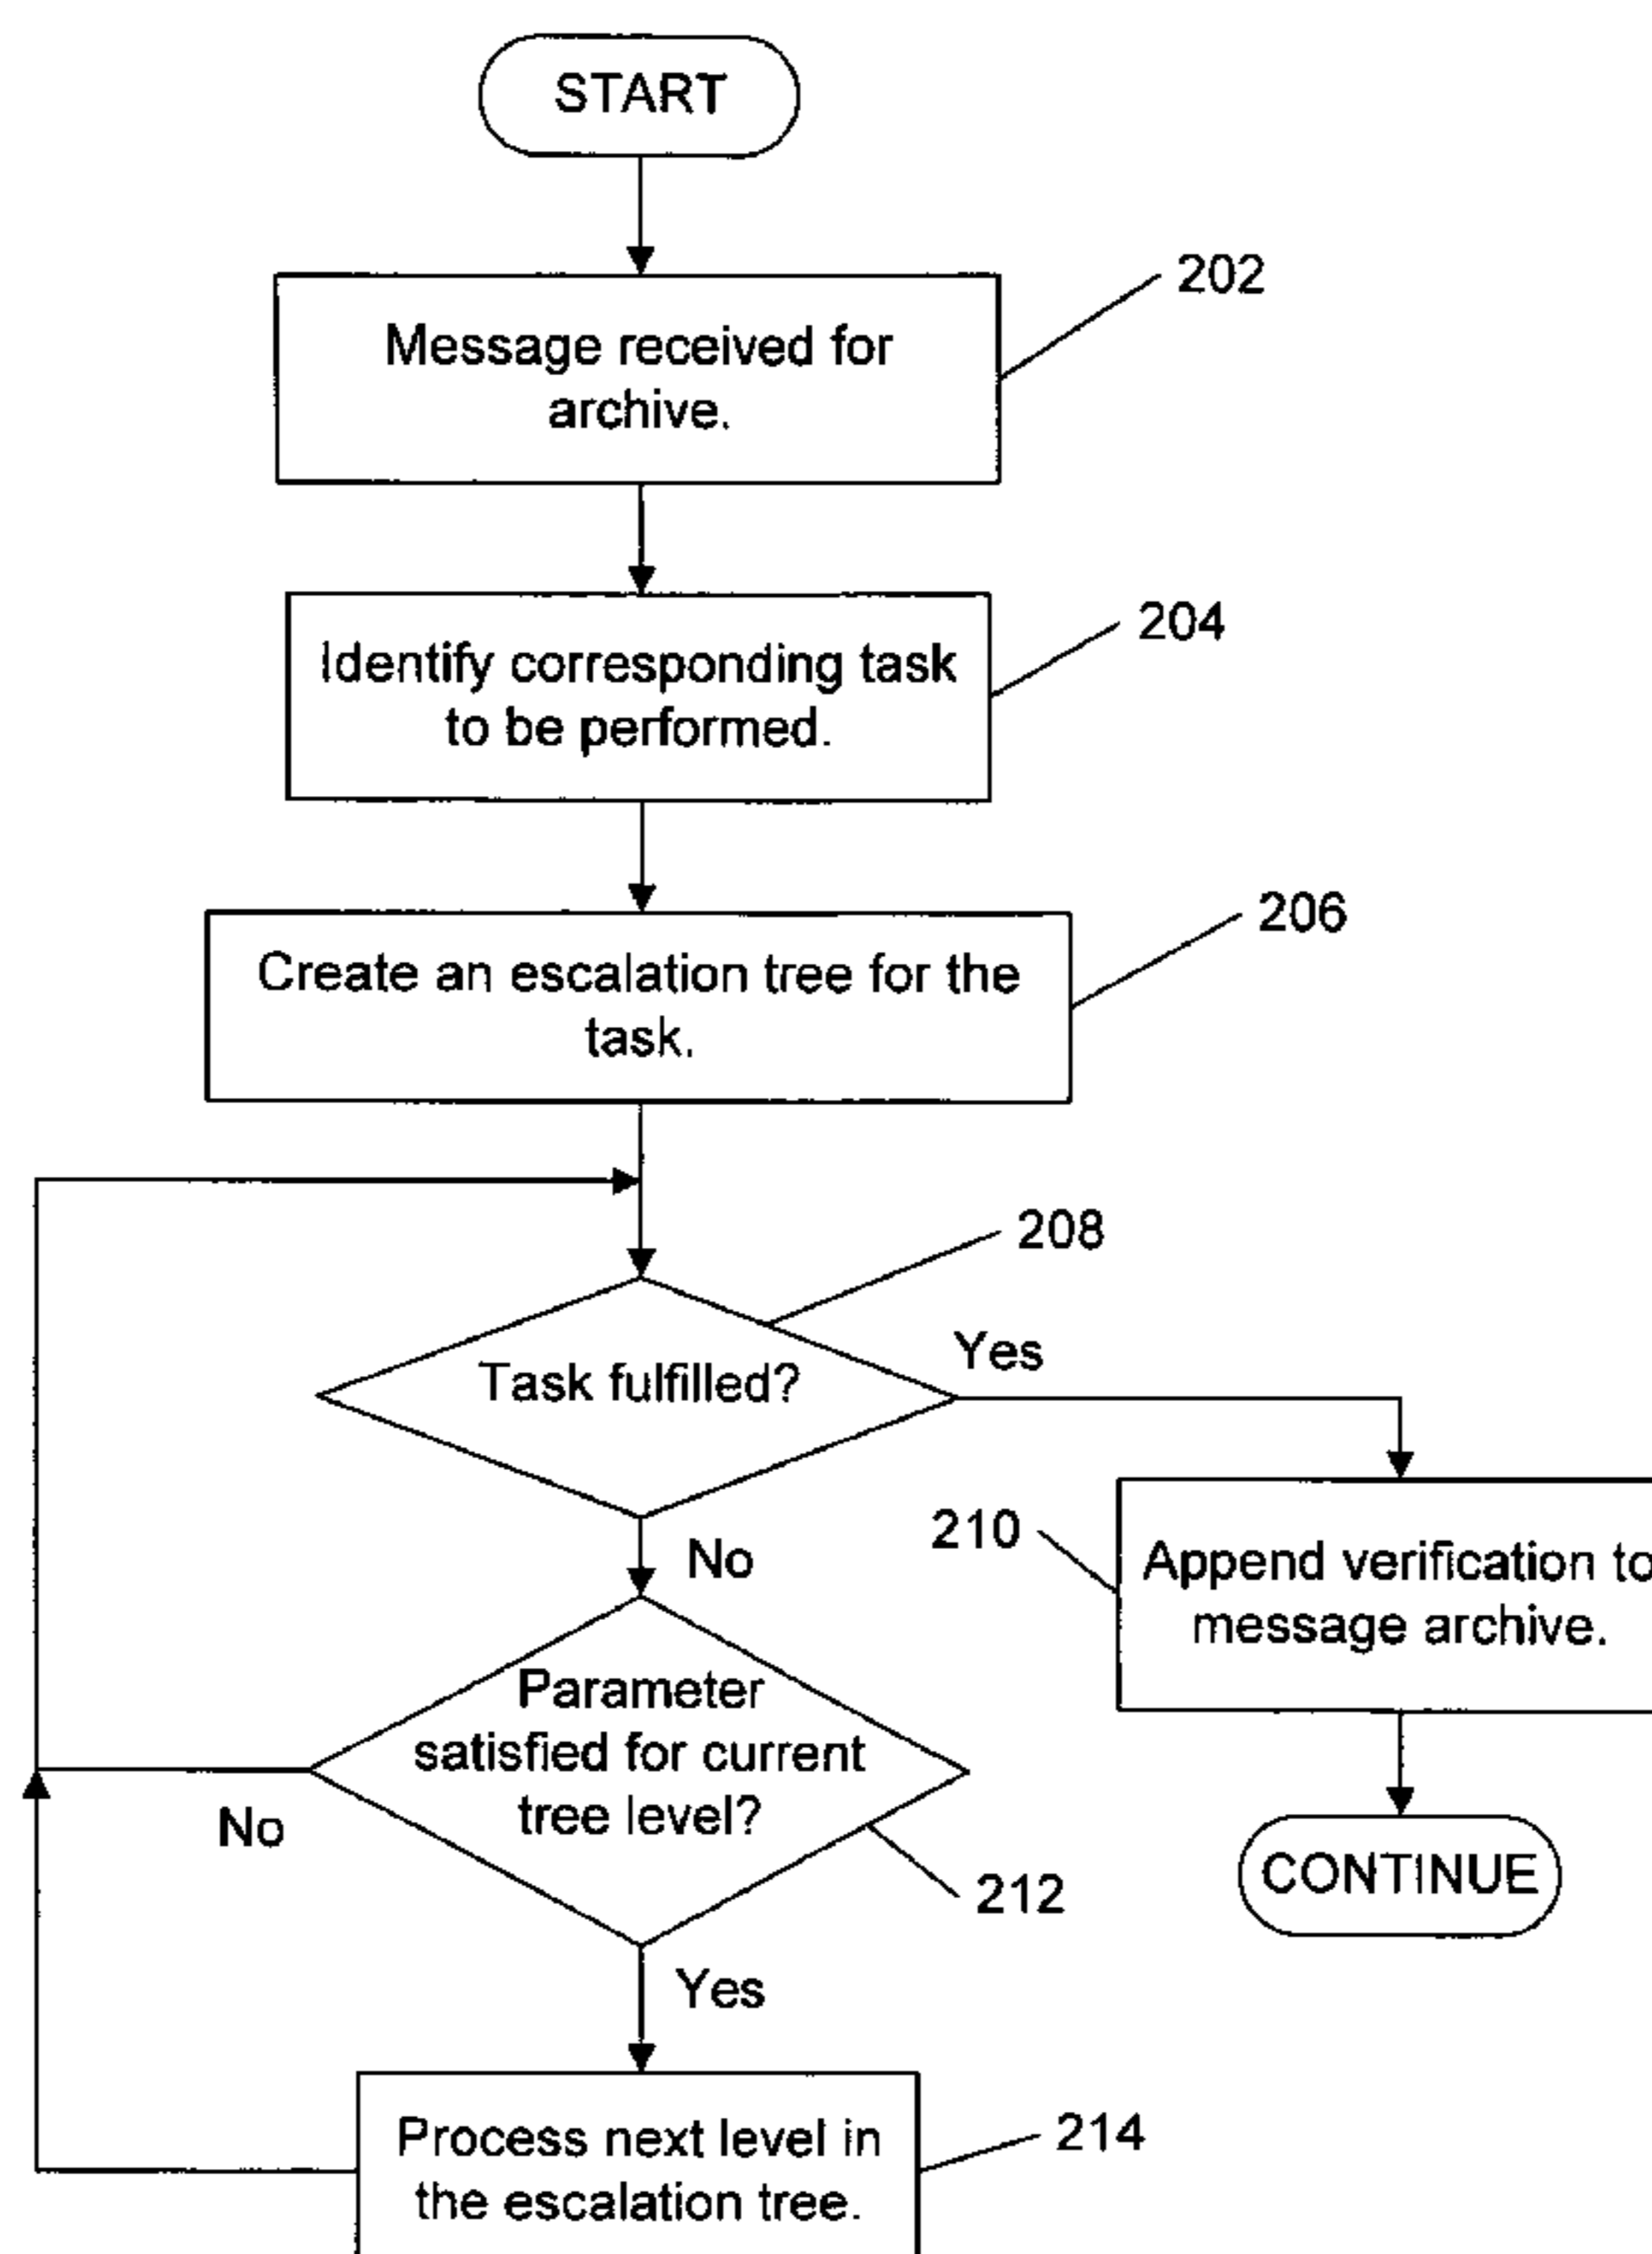 START
202
Message received for
archive.
204
Identify corresponding task
to be performed.
206
Create an escalation tree for the
task.
208
Task fulfilled?
Yes
No
210
Append verification to
message archive.
Parameter
satisfied for current
tree level?
No
212
CONTINUE
Yes
Process next level in
the escalation tree.
214